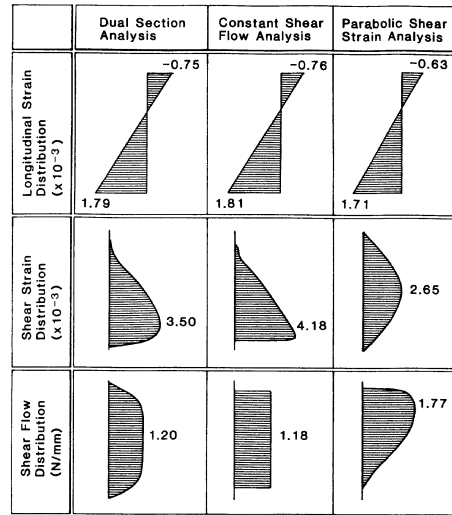 Dual Section
Analysis
Constant Shear
Flow Analysis
Parabolic Shear
Strain Analysis
Longitudinal Strain
Distribution
(x 10-3)
-0.75
1.79
-0.76
1.81
-0.63
1.71
Shear Strain
Distribution
(x 10-3)
3.50
4.18
2.65
Shear Flow
Distribution
(N/mm)
1.20
1.18
1.77